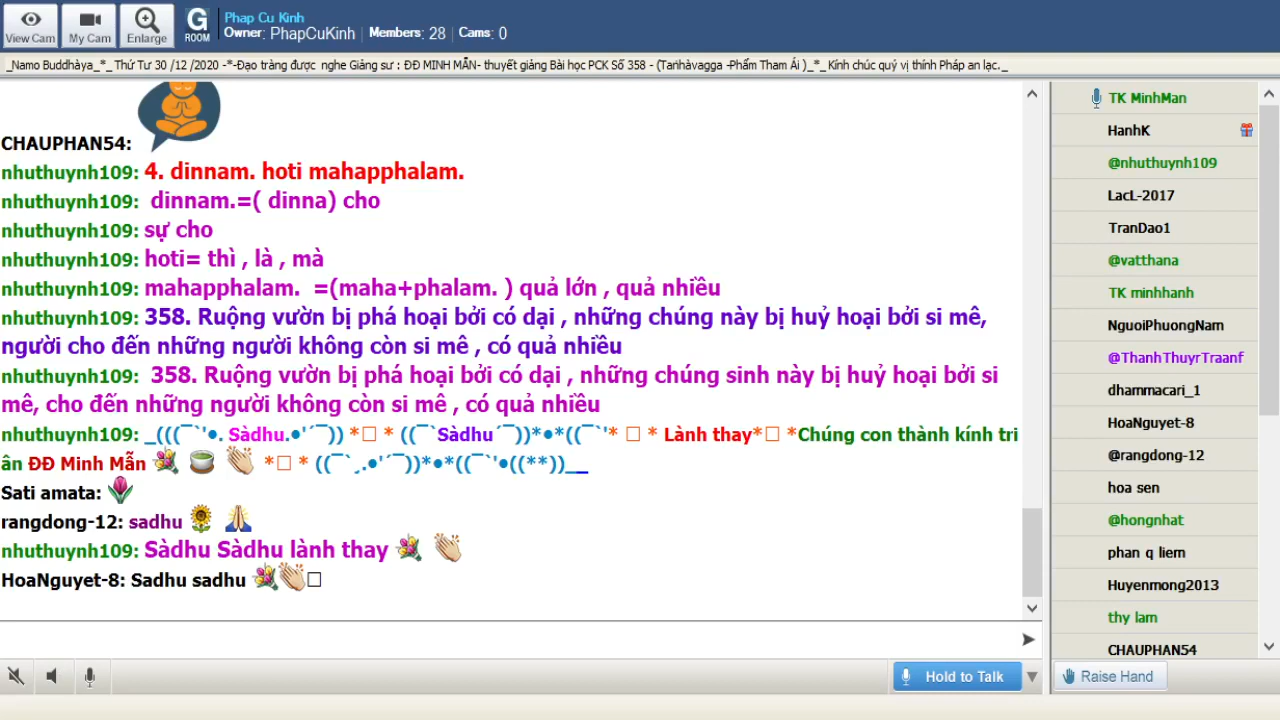 View Cam
My Cam
Enlarge
G
ROOM
Phap Cu Kinh
Owner: PhapCuKinh | Members: 28 | Cams: 0
_Namo Buddhàya_*_ Thứ Tư 30 /12 /2020 -*-Đạo tràng được nghe Giảng sư : ĐĐ MINH MẪN- thuyết giảng Bài học PCK Số 358 - (Taṅhàvagga -Phẩm Tham Ái )_*_ Kính chúc quý vị thính Pháp an lạc._
CHAUPHAN54:
nhuthuynh109: 4. dinnam. hoti mahapphalam.
nhuthuynh109: dinnam.=( dinna) cho
nhuthuynh109: sự cho
nhuthuynh109: hoti= thì , là , mà
nhuthuynh109: mahapphalam. =(maha+phalam. ) quả lớn , quả nhiều
nhuthuynh109: 358. Ruộng vườn bị phá hoại bởi có dại , những chúng này bị huỷ hoại bởi si mê,
người cho đến những người không còn si mê , có quả nhiều
nhuthuynh109: 358. Ruộng vườn bị phá hoại bởi có dại , những chúng sinh này bị huỷ hoại bởi si
mê, cho đến những người không còn si mê , có quả nhiều
nhuthuynh109: _(((¯`'●. Sàdhu.●'´¯)) *□ * ((¯`Sàdhu´¯))*●*((¯`'* □ * Lành thay*□ *Chúng con thành kính tri
ân ĐĐ Minh Mẫn *□ * ((¯`¸.●'´¯))*●*((¯`'●((**))__
Sati amata:
rangdong-12: sadhu
nhuthuynh109: Sàdhu Sàdhu lành thay
HoaNguyet-8: Sadhu sadhu □
Hold to Talk
TK MinhMan
HanhK
@nhuthuynh109
LacL-2017
TranDao1
@vatthana
TK minhhanh
NguoiPhuongNam
@ThanhThuyrTraanf
dhammacari_1
HoaNguyet-8
@rangdong-12
hoa sen
@hongnhat
phan q liem
Huyenmong2013
thy lam
CHAUPHAN54
Raise Hand